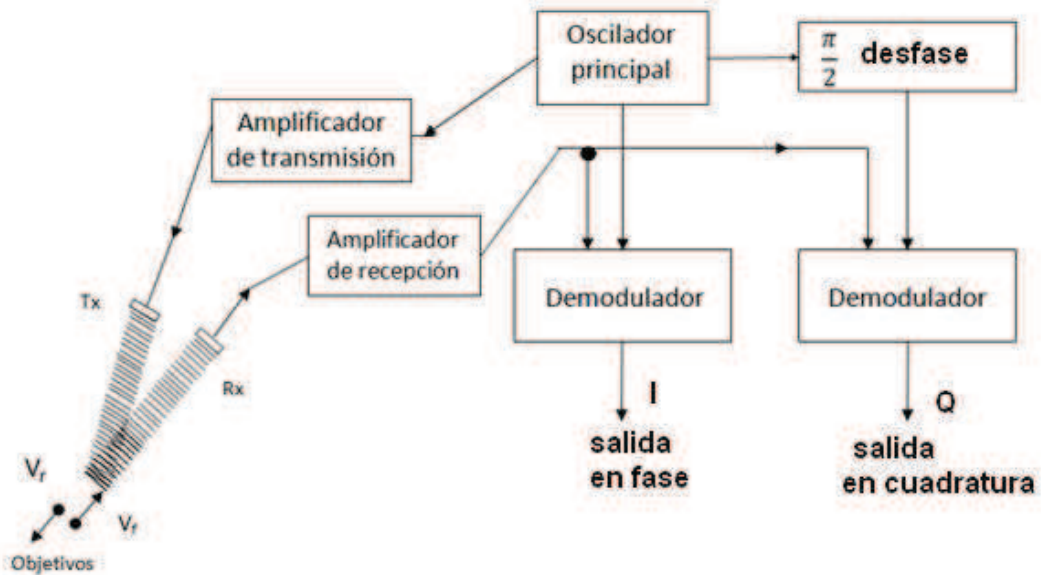 Oscilador
principal
π
2
desfase
Amplificador
de transmisión
Amplificador
de recepción
Demodulador
Demodulador
Tx
Rx
I
Q
salida
en fase
salida
en cuadratura
Vr
Vf
Objetivos